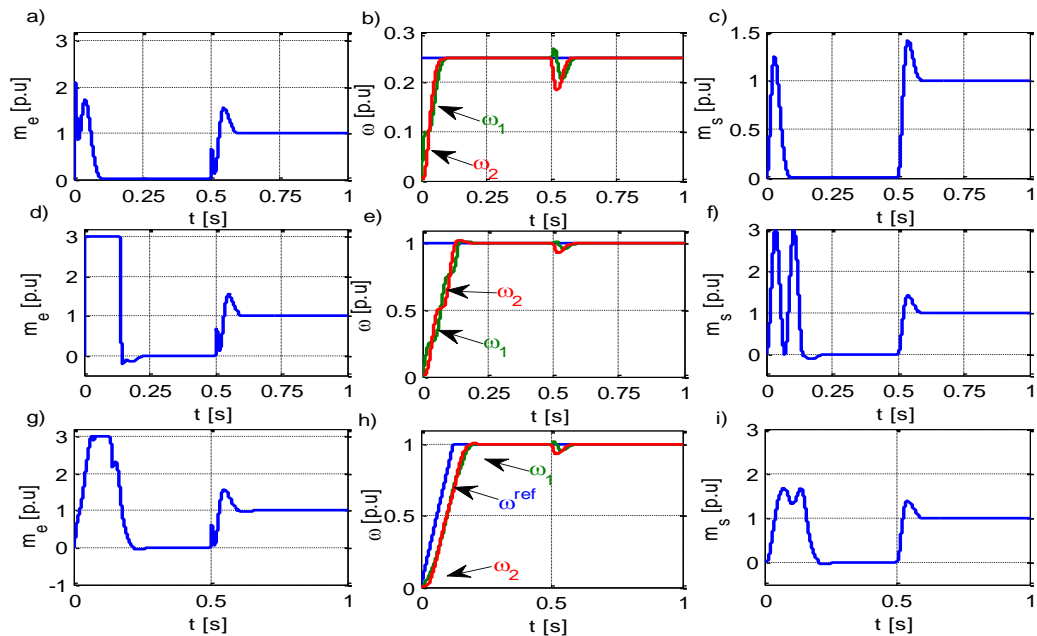 a)
m_e [p.u]
3
2
1
0
0 0.25 0.5 0.75 1
t [s]
b)
ω [p.u]
0.3
0.2
0.1
0
ω_1
ω_2
0 0.25 0.5 0.75 1
t [s]
c)
m_s [p.u]
1.5
1
0.5
0
0 0.25 0.5 0.75 1
t [s]
d)
m_e [p.u]
3
2
1
0
0 0.25 0.5 0.75 1
t [s]
e)
ω [p.u]
1
0.5
0
ω_2
ω_1
0 0.25 0.5 0.75 1
t [s]
f)
m_s [p.u]
3
2
1
0
0 0.25 0.5 0.75 1
t [s]
g)
m_e [p.u]
3
2
1
0
-1
0 0.5 1
t [s]
h)
ω [p.u]
1
0.5
0
ω_1
ω^ref
ω_2
0 0.5 1
t [s]
i)
m_s [p.u]
3
2
1
0
0 0.5 1
t [s]